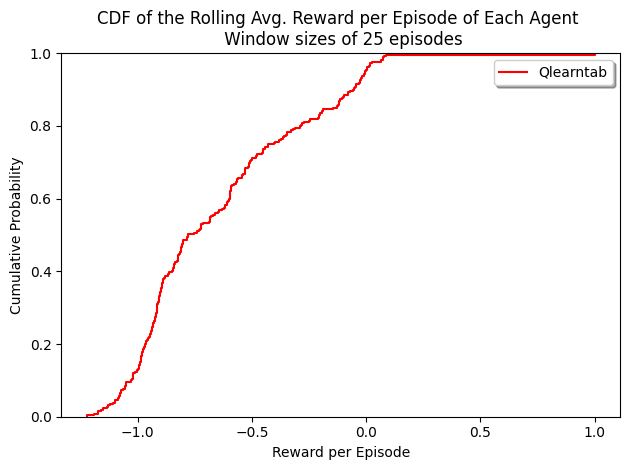 CDF of the Rolling Avg. Reward per Episode of Each Agent
Window sizes of 25 episodes
Qlearntab
Cumulative Probability
1.0
0.8
0.6
0.4
0.2
0.0
−1.0 −0.5 0.0 0.5 1.0
Reward per Episode